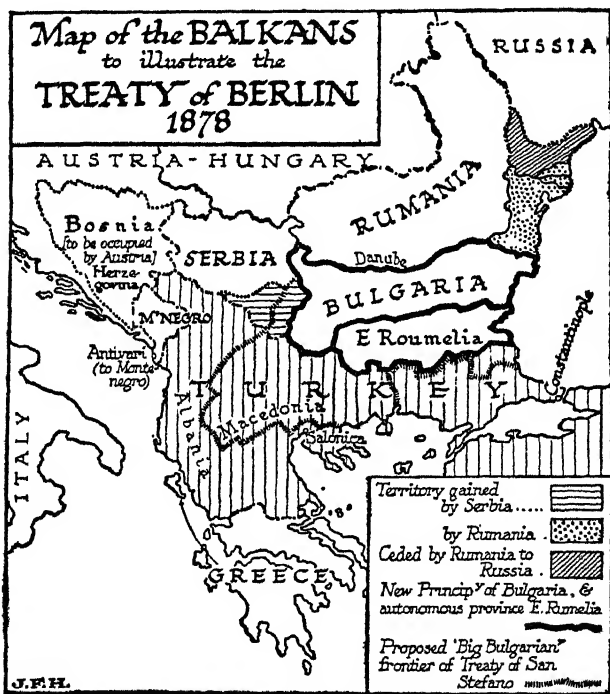 Map of the BALKANS
to illustrate the
TREATY of BERLIN
1878
RUSSIA
AUSTRIA-HUNGARY
RUMANIA
Bosnia
[to be occupied
by Austria]
Herze-
govina
SERBIA
Danube
BULGARIA
MTNEGRO
E Roumelia
Constantinople
Antivari
(to Monte-
negro)
TURKEY
Albania
Macedonia
Salonica
ITALY
GREECE
Territory gained
by Serbia.....
by Rumania .
Ceded by Rumania to
Russia .
New Principy of Bulgaria, &
autonomous province E. Rumelia
Proposed 'Big Bulgarian'
frontier of Treaty of San
Stefano
J.F.H.